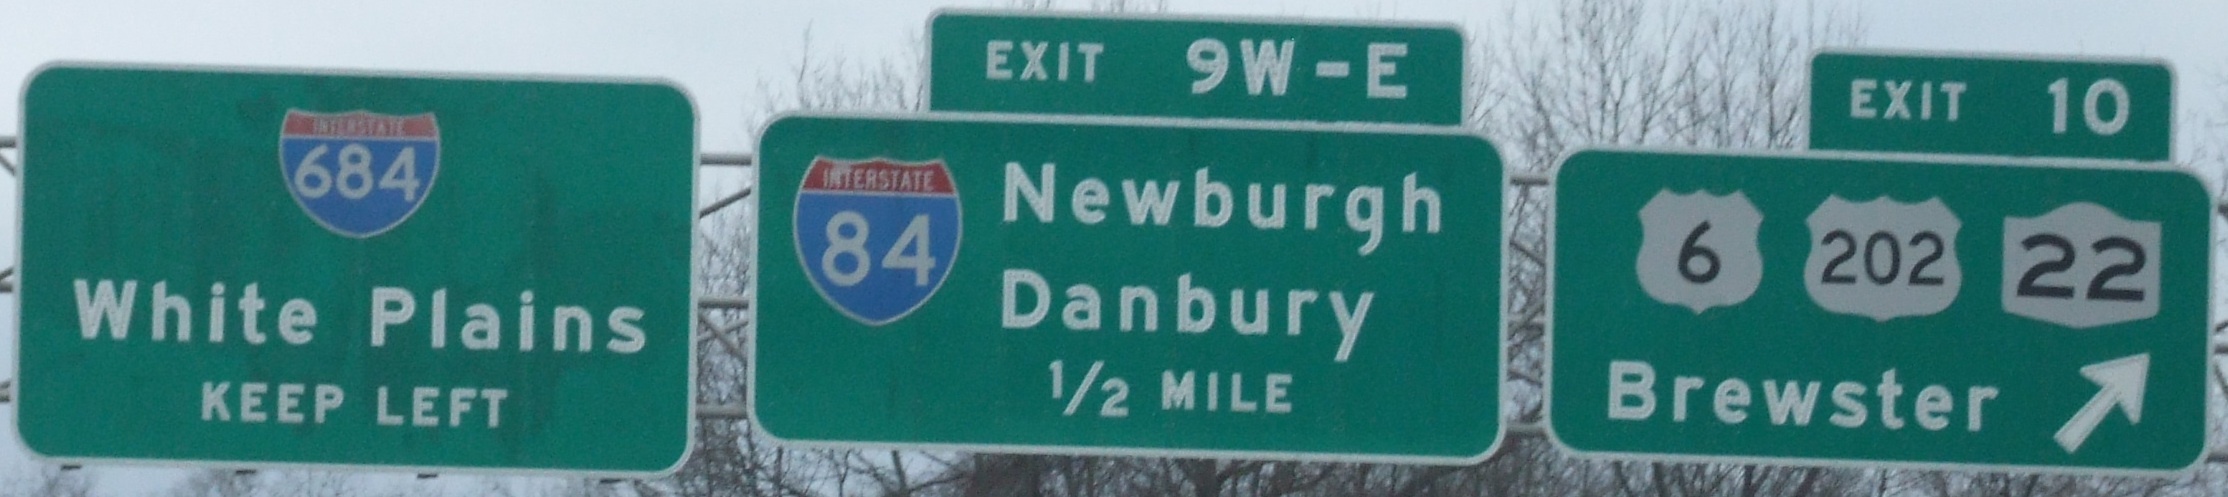 INTERSTATE
684
White Plains
KEEP LEFT
EXIT 9W-E
INTERSTATE
84
Newburgh
Danbury
1/2 MILE
EXIT 10
6 202 22
Brewster